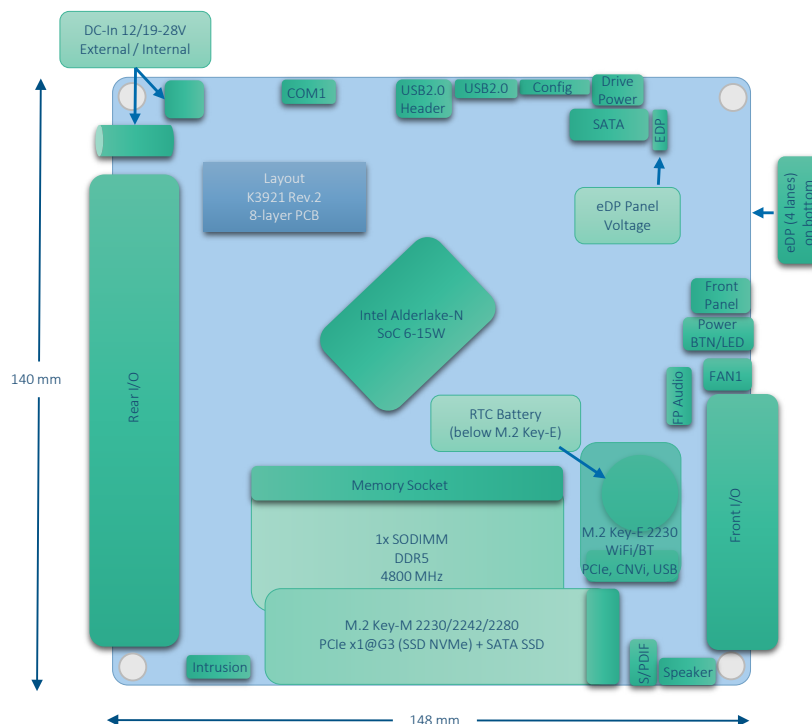 DC-In 12/19-28V
External / Internal
COM1
USB2.0
Header
USB2.0
Config
Drive
Power
SATA
EDP
Layout
K3921 Rev.2
8-layer PCB
eDP Panel
Voltage
eDP (4 lanes)
on bottom
Intel Alderlake-N
SoC 6-15W
Front
Panel
Power
BTN/LED
FAN1
FP Audio
140 mm
Rear I/O
RTC Battery
(below M.2 Key-E)
Memory Socket
1x SODIMM
DDR5
4800 MHz
M.2 Key-E 2230
WiFi/BT
PCIe, CNVi, USB
Front I/O
M.2 Key-M 2230/2242/2280
PCIe x1@G3 (SSD NVMe) + SATA SSD
Intrusion
S/PDIF
Speaker
148 mm